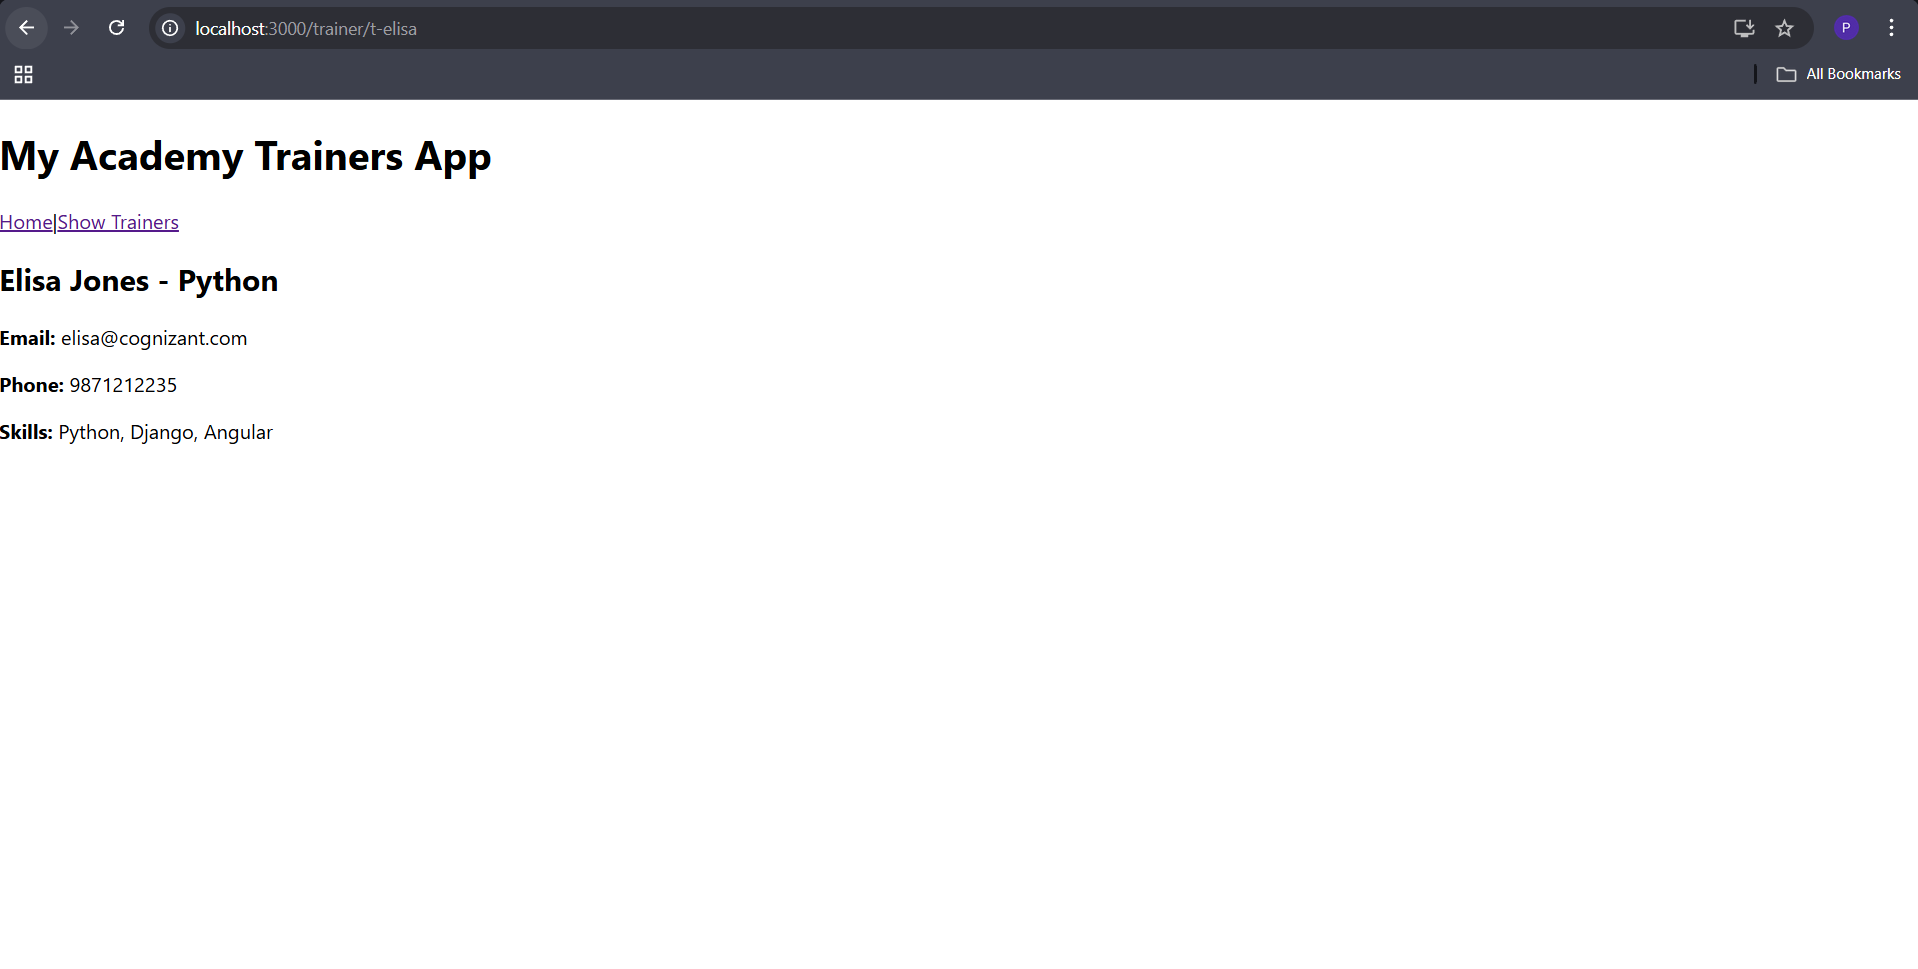 localhost:3000/trainer/t-elisa
P
All Bookmarks
My Academy Trainers App
Home|Show Trainers
Elisa Jones - Python
Email: elisa@cognizant.com
Phone: 9871212235
Skills: Python, Django, Angular